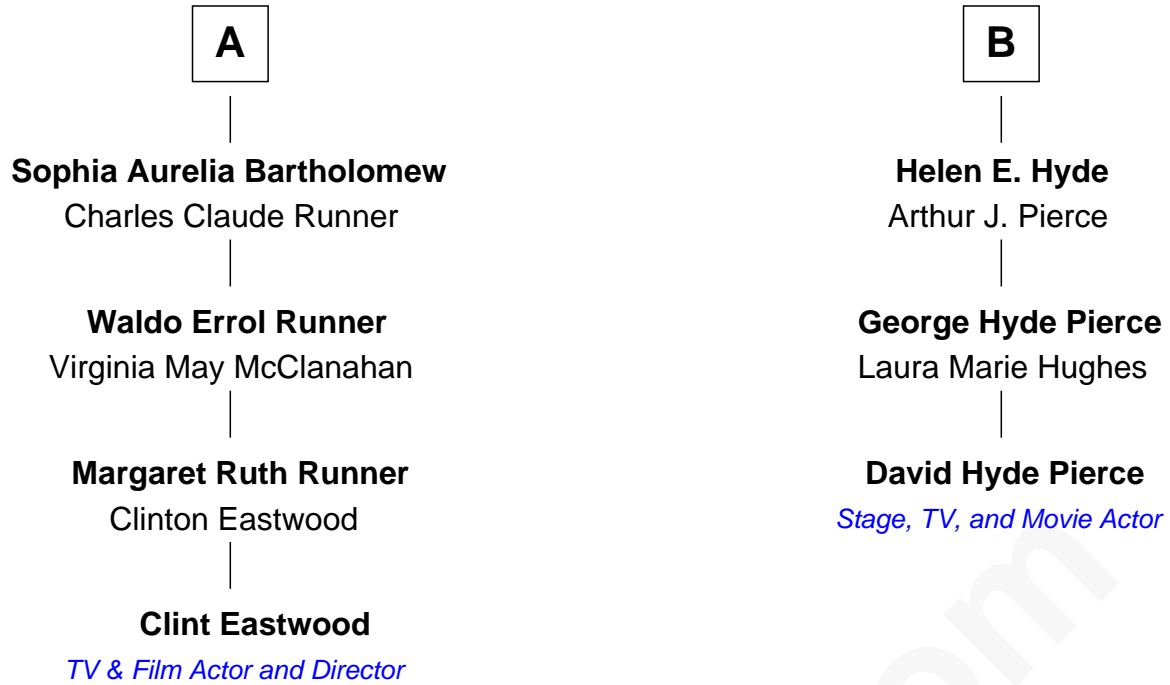 A
Sophia Aurelia Bartholomew
Charles Claude Runner
Waldo Errol Runner
Virginia May McClanahan
Margaret Ruth Runner
Clinton Eastwood
Clint Eastwood
TV & Film Actor and Director
B
Helen E. Hyde
Arthur J. Pierce
George Hyde Pierce
Laura Marie Hughes
David Hyde Pierce
Stage, TV, and Movie Actor
om